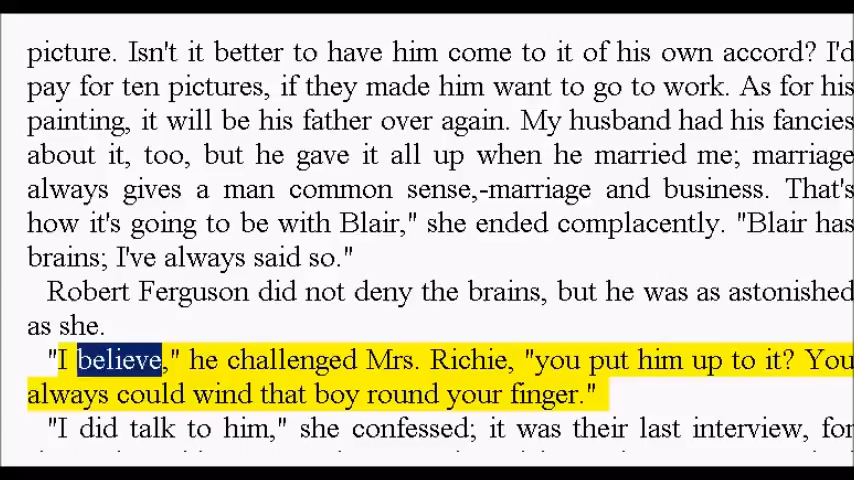 picture. Isn't it better to have him come to it of his own accord? I'd
pay for ten pictures, if they made him want to go to work. As for his
painting, it will be his father over again. My husband had his fancies
about it, too, but he gave it all up when he married me; marriage
always gives a man common sense,-marriage and business. That's
how it's going to be with Blair," she ended complacently. "Blair has
brains; I've always said so."
Robert Ferguson did not deny the brains, but he was as astonished
as she.
"I believe," he challenged Mrs. Richie, "you put him up to it? You
always could wind that boy round your finger."
"I did talk to him," she confessed; it was their last interview, for